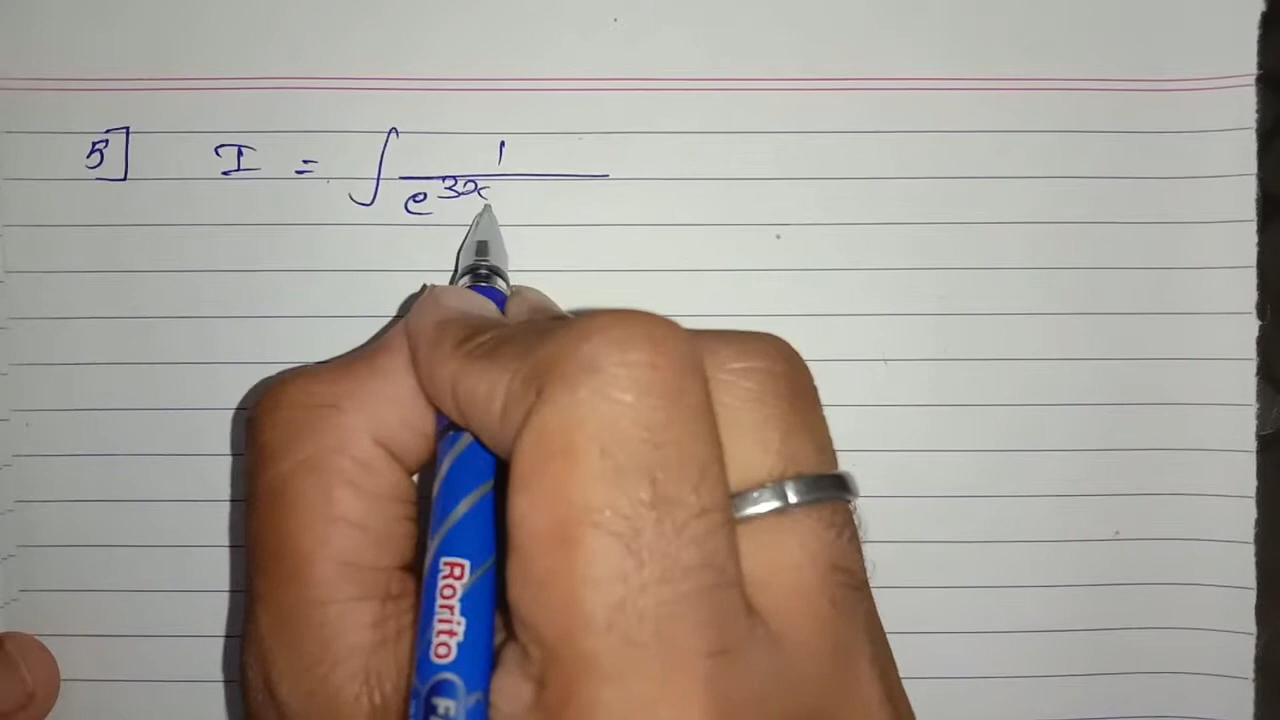 5] I = ∫ 1 / e^3x
Rorito